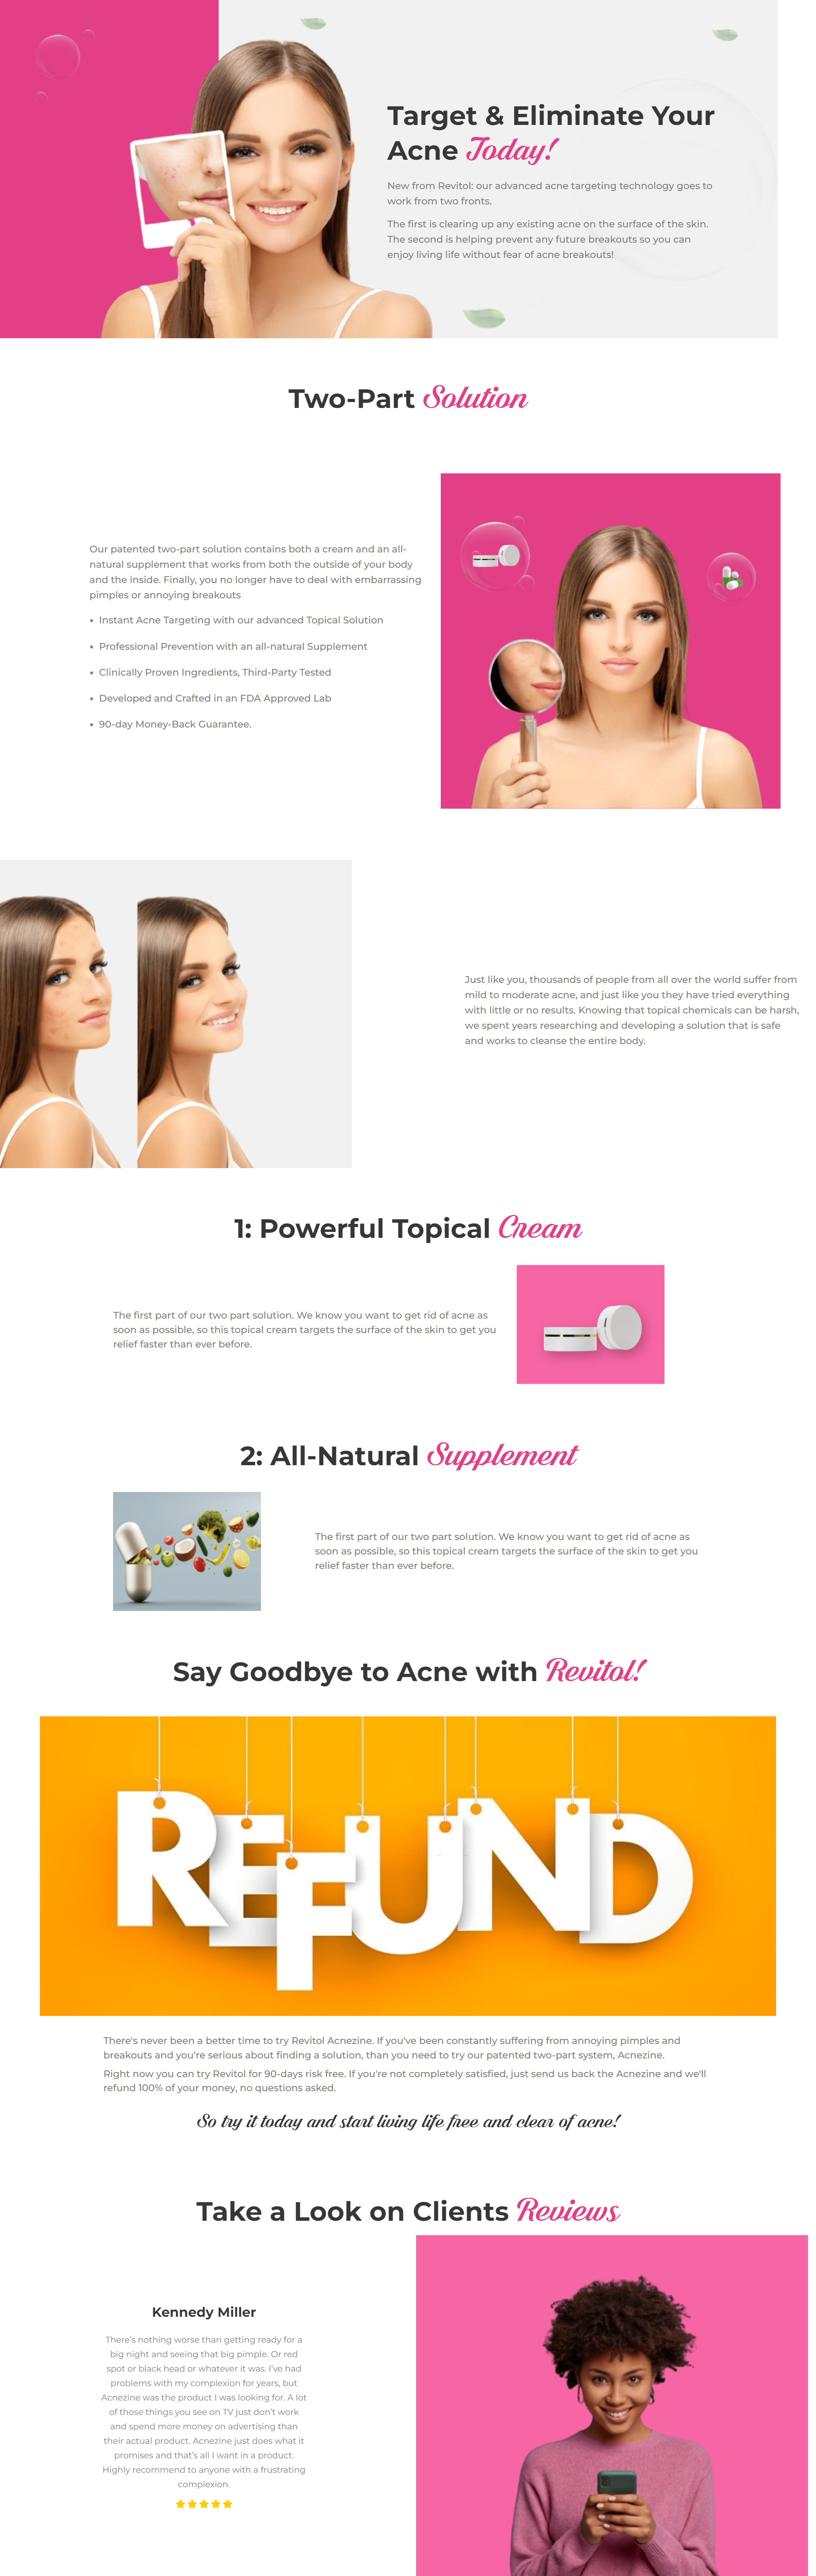 Target & Eliminate Your
Acne Today!
New from Revitol: our advanced acne targeting technology goes to
work from two fronts.
The first is clearing up any existing acne on the surface of the skin.
The second is helping prevent any future breakouts so you can
enjoy living life without fear of acne breakouts!
Two-Part Solution
Our patented two-part solution contains both a cream and an all-
natural supplement that works from both the outside of your body
and the inside. Finally, you no longer have to deal with embarrassing
pimples or annoying breakouts
• Instant Acne Targeting with our advanced Topical Solution
• Professional Prevention with an all-natural Supplement
• Clinically Proven Ingredients, Third-Party Tested
• Developed and Crafted in an FDA Approved Lab
• 90-day Money-Back Guarantee.
Just like you, thousands of people from all over the world suffer from
mild to moderate acne, and just like you they have tried everything
with little or no results. Knowing that topical chemicals can be harsh,
we spent years researching and developing a solution that is safe
and works to cleanse the entire body.
1: Powerful Topical Cream
The first part of our two part solution. We know you want to get rid of acne as
soon as possible, so this topical cream targets the surface of the skin to get you
relief faster than ever before.
2: All-Natural Supplement
The first part of our two part solution. We know you want to get rid of acne as
soon as possible, so this topical cream targets the surface of the skin to get you
relief faster than ever before.
Say Goodbye to Acne with Revitol!
REFUND
There's never been a better time to try Revitol Acnezine. If you've been constantly suffering from annoying pimples and
breakouts and you're serious about finding a solution, than you need to try our patented two-part system, Acnezine.
Right now you can try Revitol for 90-days risk free. If you're not completely satisfied, just send us back the Acnezine and we'll
refund 100% of your money, no questions asked.
So try it today and start living life free and clear of acne!
Take a Look on Clients Reviews
Kennedy Miller
There's nothing worse than getting ready for a
big night and seeing that big pimple. Or red
spot or black head or whatever it was. I've had
problems with my complexion for years, but
Acnezine was the product I was looking for. A lot
of those things you see on TV just don't work
and spend more money on advertising than
their actual product. Acnezine just does what it
promises and that's all I want in a product.
Highly recommend to anyone with a frustrating
complexion.